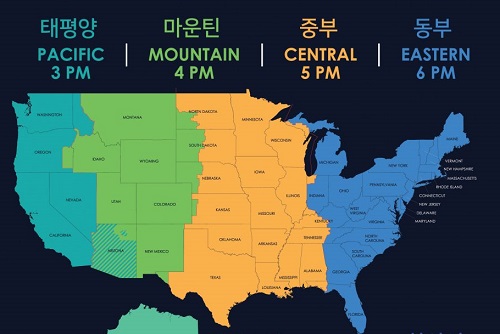 태평양 마운틴 중부 동부
PACIFIC MOUNTAIN CENTRAL EASTERN
3 PM 4 PM 5 PM 6 PM
WASHINGTON
MONTANA
NORTH DAKOTA
MINNESOTA
MAINE
OREGON
IDAHO
WYOMING
SOUTH DAKOTA
WISCONSIN
MICHIGAN
NEW YORK
VERMONT
NEW HAMPSHIRE
MASSACHUSETTS
RHODE ISLAND
CONNECTICUT
NEW JERSEY
DELAWARE
MARYLAND
NEVADA
UTAH
COLORADO
NEBRASKA
IOWA
ILLINOIS
INDIANA
OHIO
PENNSYLVANIA
CALIFORNIA
KANSAS
MISSOURI
KENTUCKY
WEST VIRGINIA
VIRGINIA
ARIZONA
NEW MEXICO
OKLAHOMA
ARKANSAS
TENNESSEE
NORTH CAROLINA
SOUTH CAROLINA
TEXAS
LOUISIANA
MISSISSIPPI
ALABAMA
GEORGIA
FLORIDA